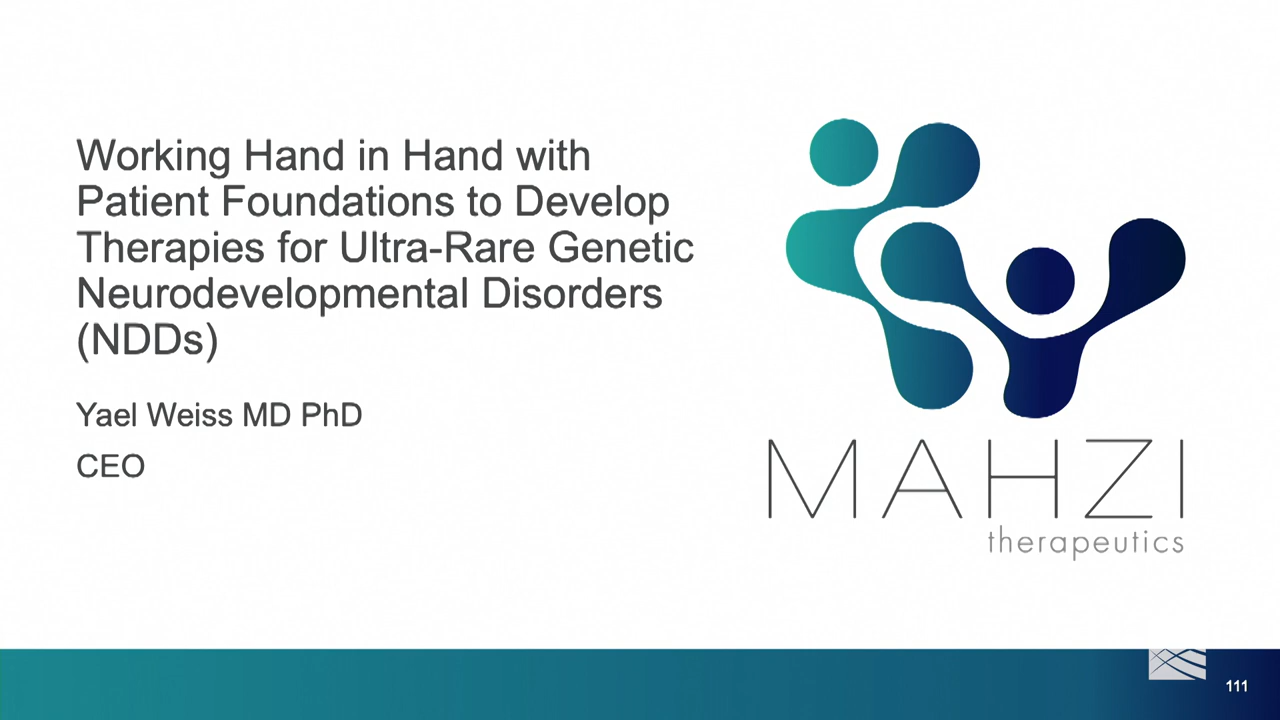 Working Hand in Hand with
Patient Foundations to Develop
Therapies for Ultra-Rare Genetic
Neurodevelopmental Disorders
(NDDs)
Yael Weiss MD PhD
CEO
MAHZI
therapeutics
111